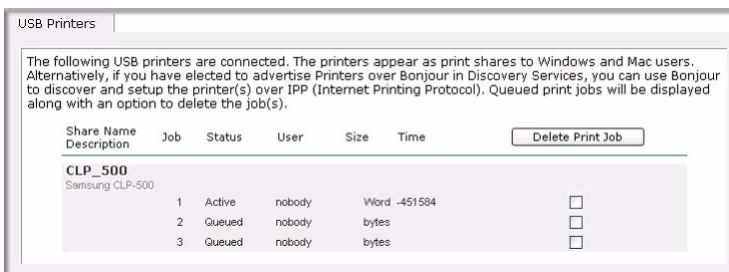 USB Printers
The following USB printers are connected. The printers appear as print shares to Windows and Mac users.
Alternatively, if you have elected to advertise Printers over Bonjour in Discovery Services, you can use Bonjour
to discover and setup the printer(s) over IPP (Internet Printing Protocol). Queued print jobs will be displayed
along with an option to delete the job(s).
Share Name
Description Job Status User Size Time Delete Print Job
CLP_500
Samsung CLP-500
1 Active nobody Word -451584
2 Queued nobody bytes
3 Queued nobody bytes